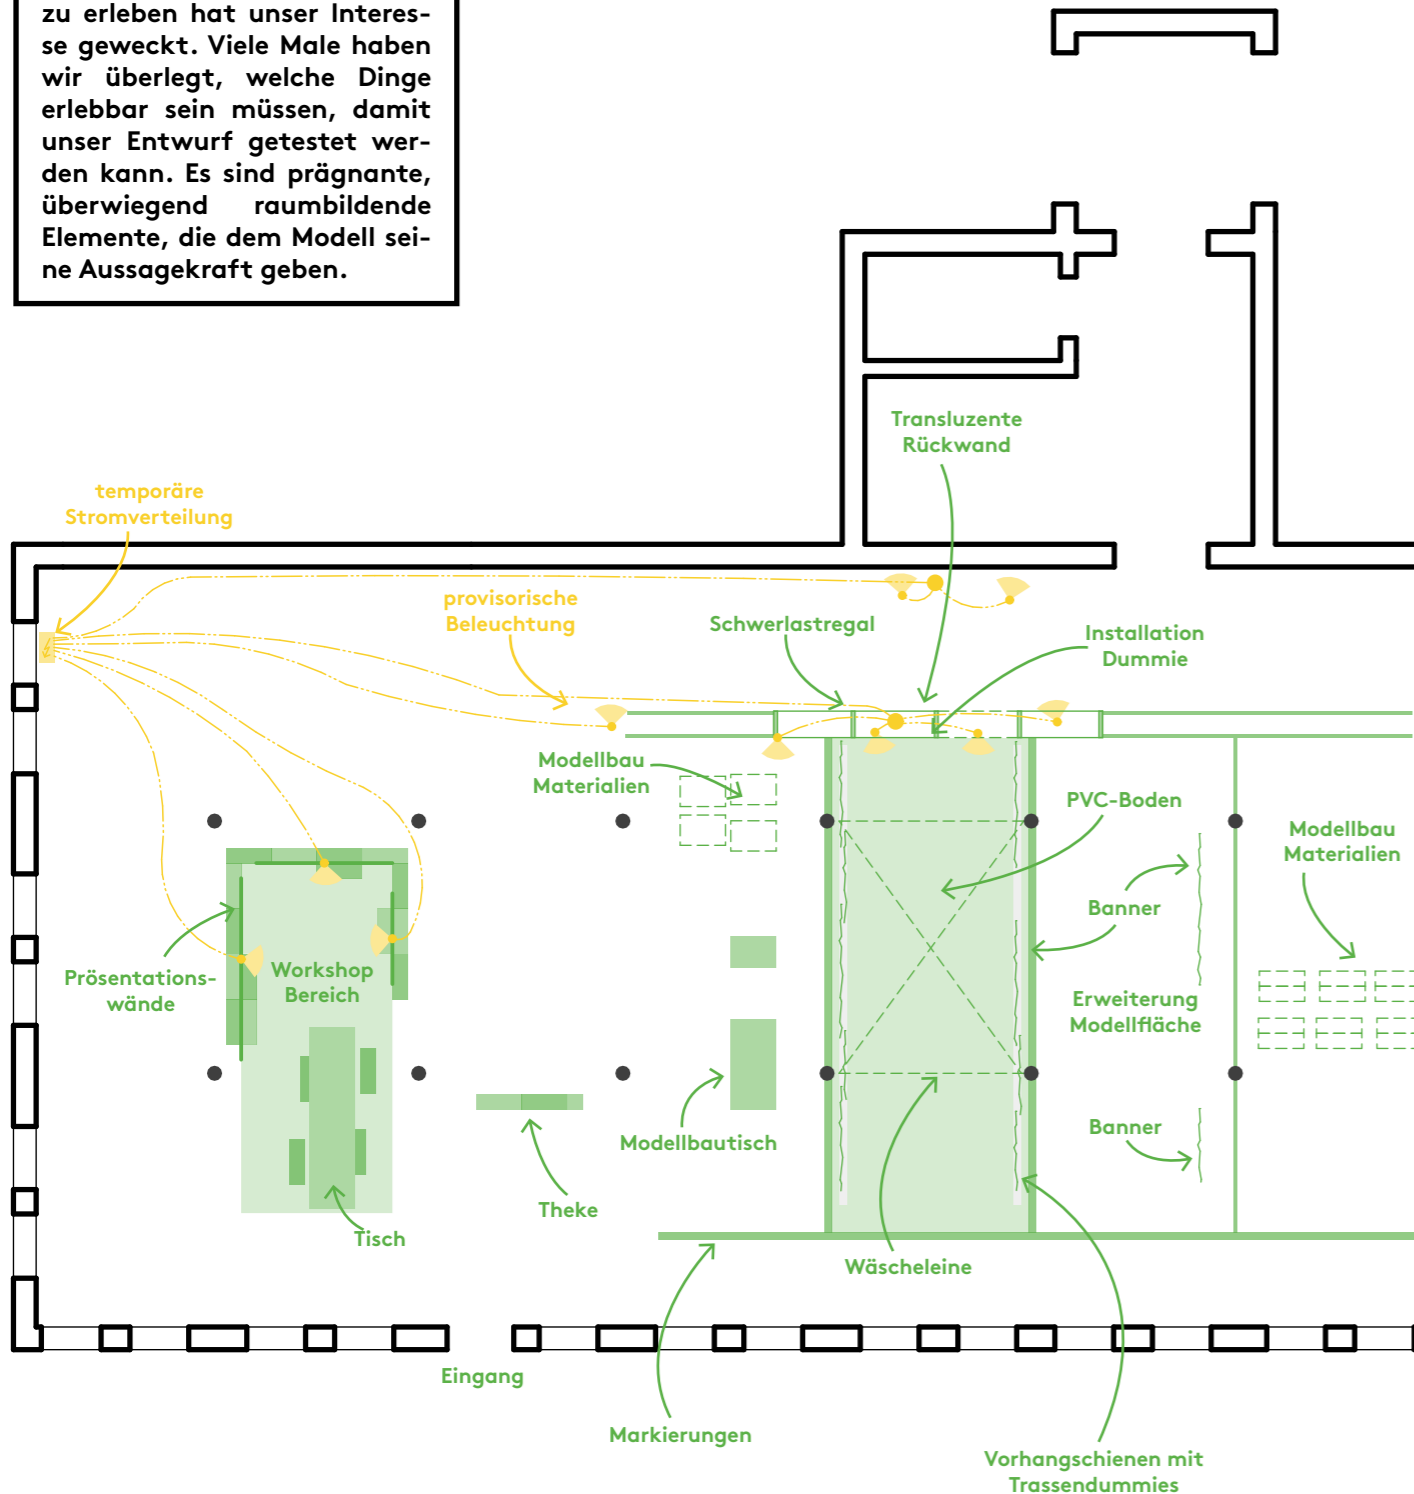 zu erleben hat unser Interes-
se geweckt. Viele Male haben
wir überlegt, welche Dinge
erlebbar sein müssen, damit
unser Entwurf getestet wer-
den kann. Es sind prägnante,
überwiegend raumbildende
Elemente, die dem Modell sei-
ne Aussagekraft geben.
Transluzente
Rückwand
temporäre
Stromverteilung
provisorische
Beleuchtung
Schwerlastregal
Installation
Dummie
Modellbau
Materialien
PVC-Boden
Modellbau
Materialien
Banner
Prösentations-
wände
Workshop
Bereich
Erweiterung
Modellfläche
Modellbautisch
Banner
Theke
Tisch
Wäscheleine
Eingang
Markierungen
Vorhangschienen mit
Trassendummies